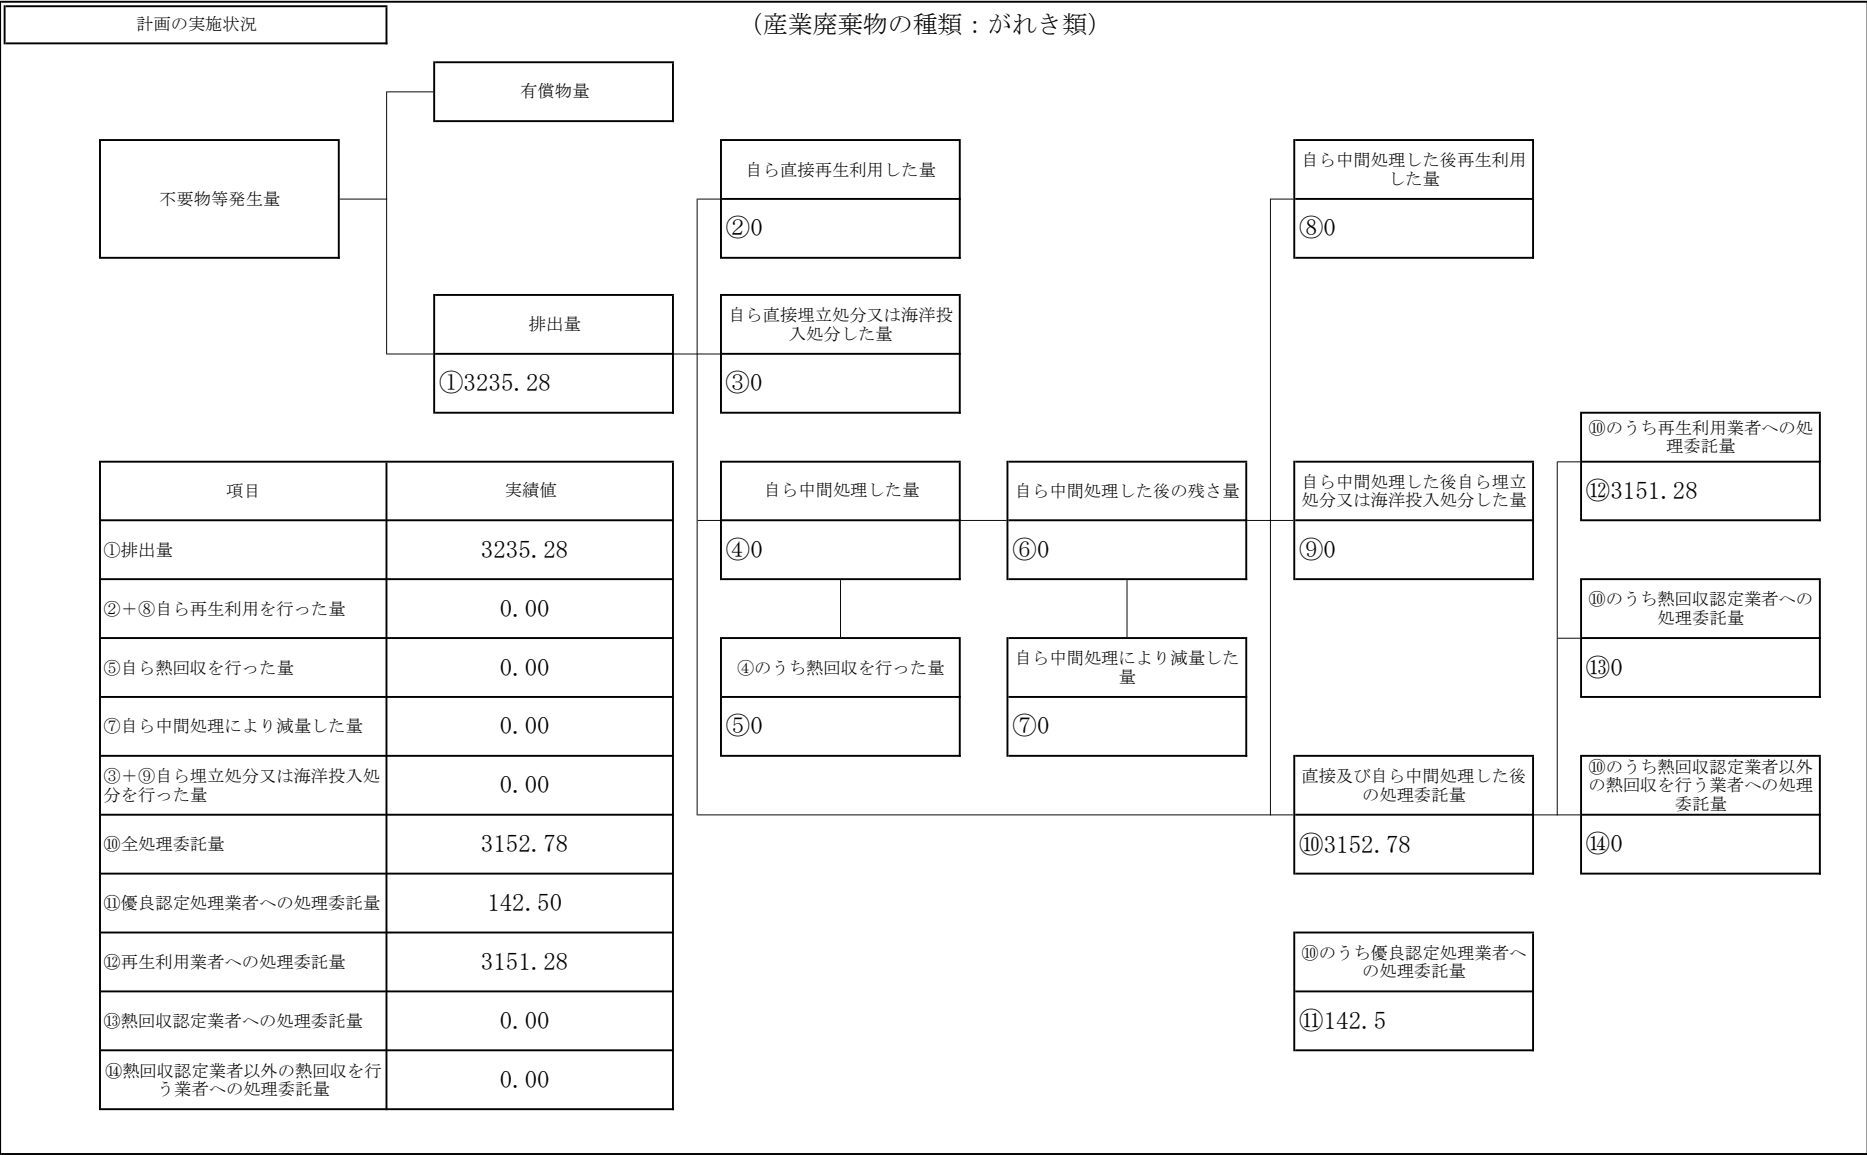 計画の実施状況
(産業廃棄物の種類：がれき類)
有償物量
不要物等発生量
自ら直接再生利用した量
②0
自ら中間処理した後再生利用
した量
⑧0
排出量
①3235.28
自ら直接埋立処分又は海洋投
入処分した量
③0
⑩のうち再生利用業者への処
理委託量
⑫3151.28
自ら中間処理した量
④0
自ら中間処理した後の残さ量
⑥0
自ら中間処理した後自ら埋立
処分又は海洋投入処分した量
⑨0
⑩のうち熱回収認定業者への
処理委託量
⑬0
④のうち熱回収を行った量
⑤0
自ら中間処理により減量した
量
⑦0
直接及び自ら中間処理した後
の処理委託量
⑩3152.78
⑩のうち熱回収認定業者以外
の熱回収を行う業者への処理
委託量
⑭0
⑩のうち優良認定処理業者へ
の処理委託量
⑪142.5
項目 実績値
①排出量 3235.28
②＋⑧自ら再生利用を行った量 0.00
⑤自ら熱回収を行った量 0.00
⑦自ら中間処理により減量した量 0.00
③＋⑨自ら埋立処分又は海洋投入処
分を行った量 0.00
⑩全処理委託量 3152.78
⑪優良認定処理業者への処理委託量 142.50
⑫再生利用業者への処理委託量 3151.28
⑬熱回収認定業者への処理委託量 0.00
⑭熱回収認定業者以外の熱回収を行
う業者への処理委託量 0.00